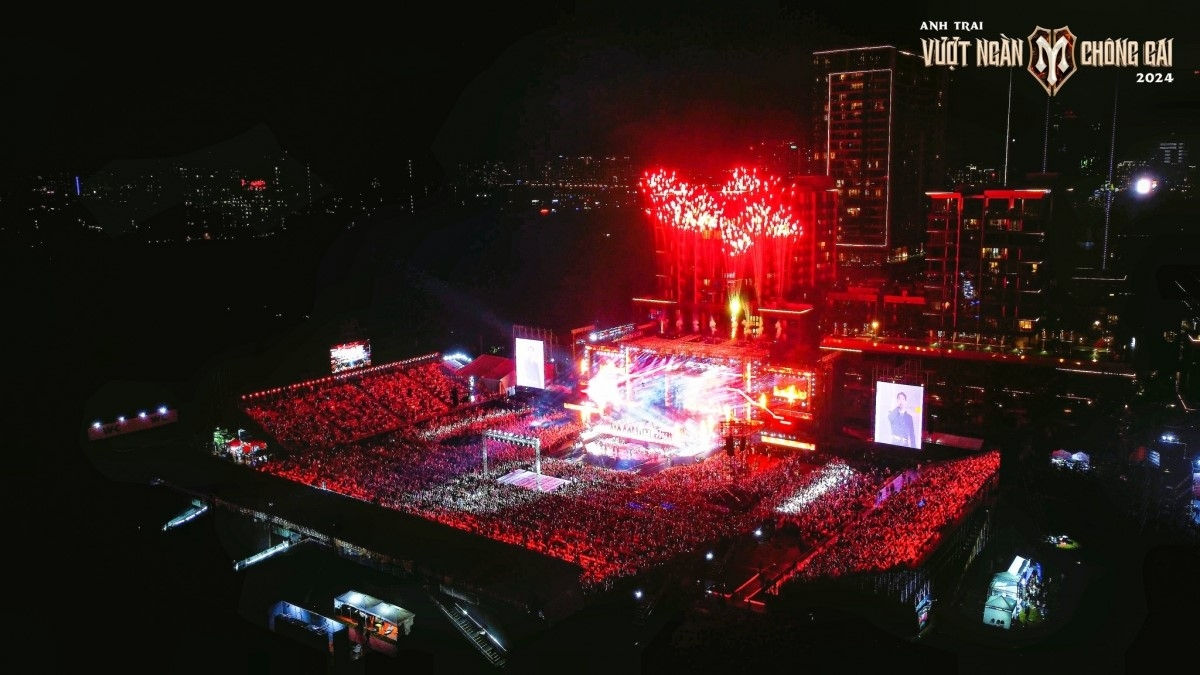 ANH TRAI
VƯỢT NGÀN CHÔNG GAI
2024